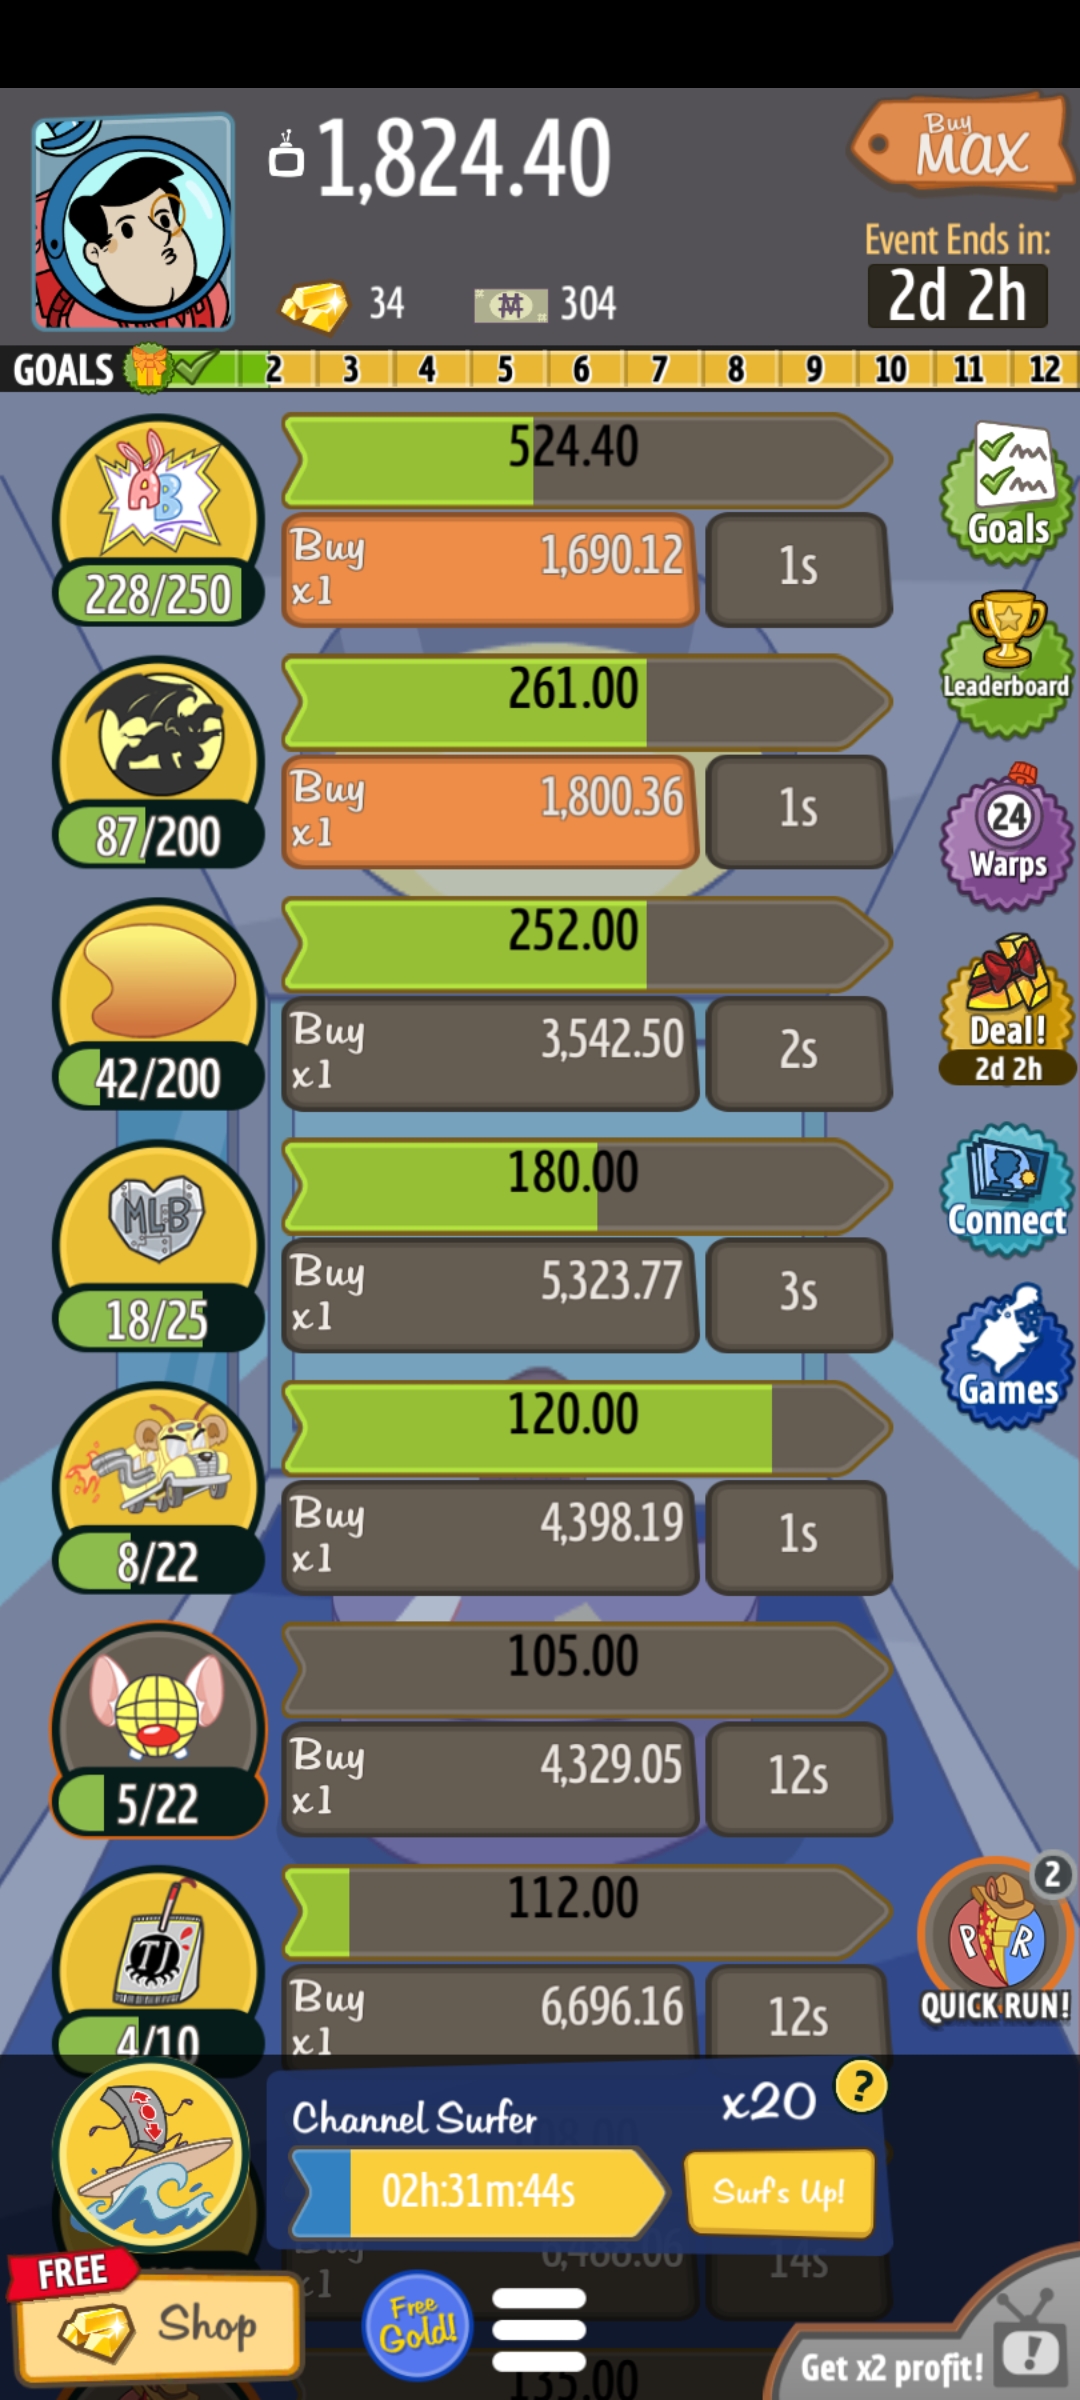 1,824.40
Buy
MAX
Event Ends in:
2d 2h
34
304
GOALS 2 3 4 5 6 7 8 9 10 11 12
AB
524.40
228/250
Buy
x1
1,690.12
1s
Goals
261.00
87/200
Buy
x1
1,800.36
1s
Leaderboard
24
Warps
252.00
42/200
Buy
x1
3,542.50
2s
Deal!
2d 2h
MLB
180.00
18/25
Buy
x1
5,323.77
3s
Connect
120.00
8/22
Buy
x1
4,398.19
1s
Games
105.00
5/22
Buy
x1
4,329.05
12s
TJ
112.00
4/10
Buy
x1
6,696.16
12s
2
P R
QUICK RUN!
Channel Surfer
x20
?
02h:31m:44s
Surf's Up!
Buy
x1
6,488.06
14s
FREE
Shop
Free
Gold!
135.00
Get x2 profit!
!